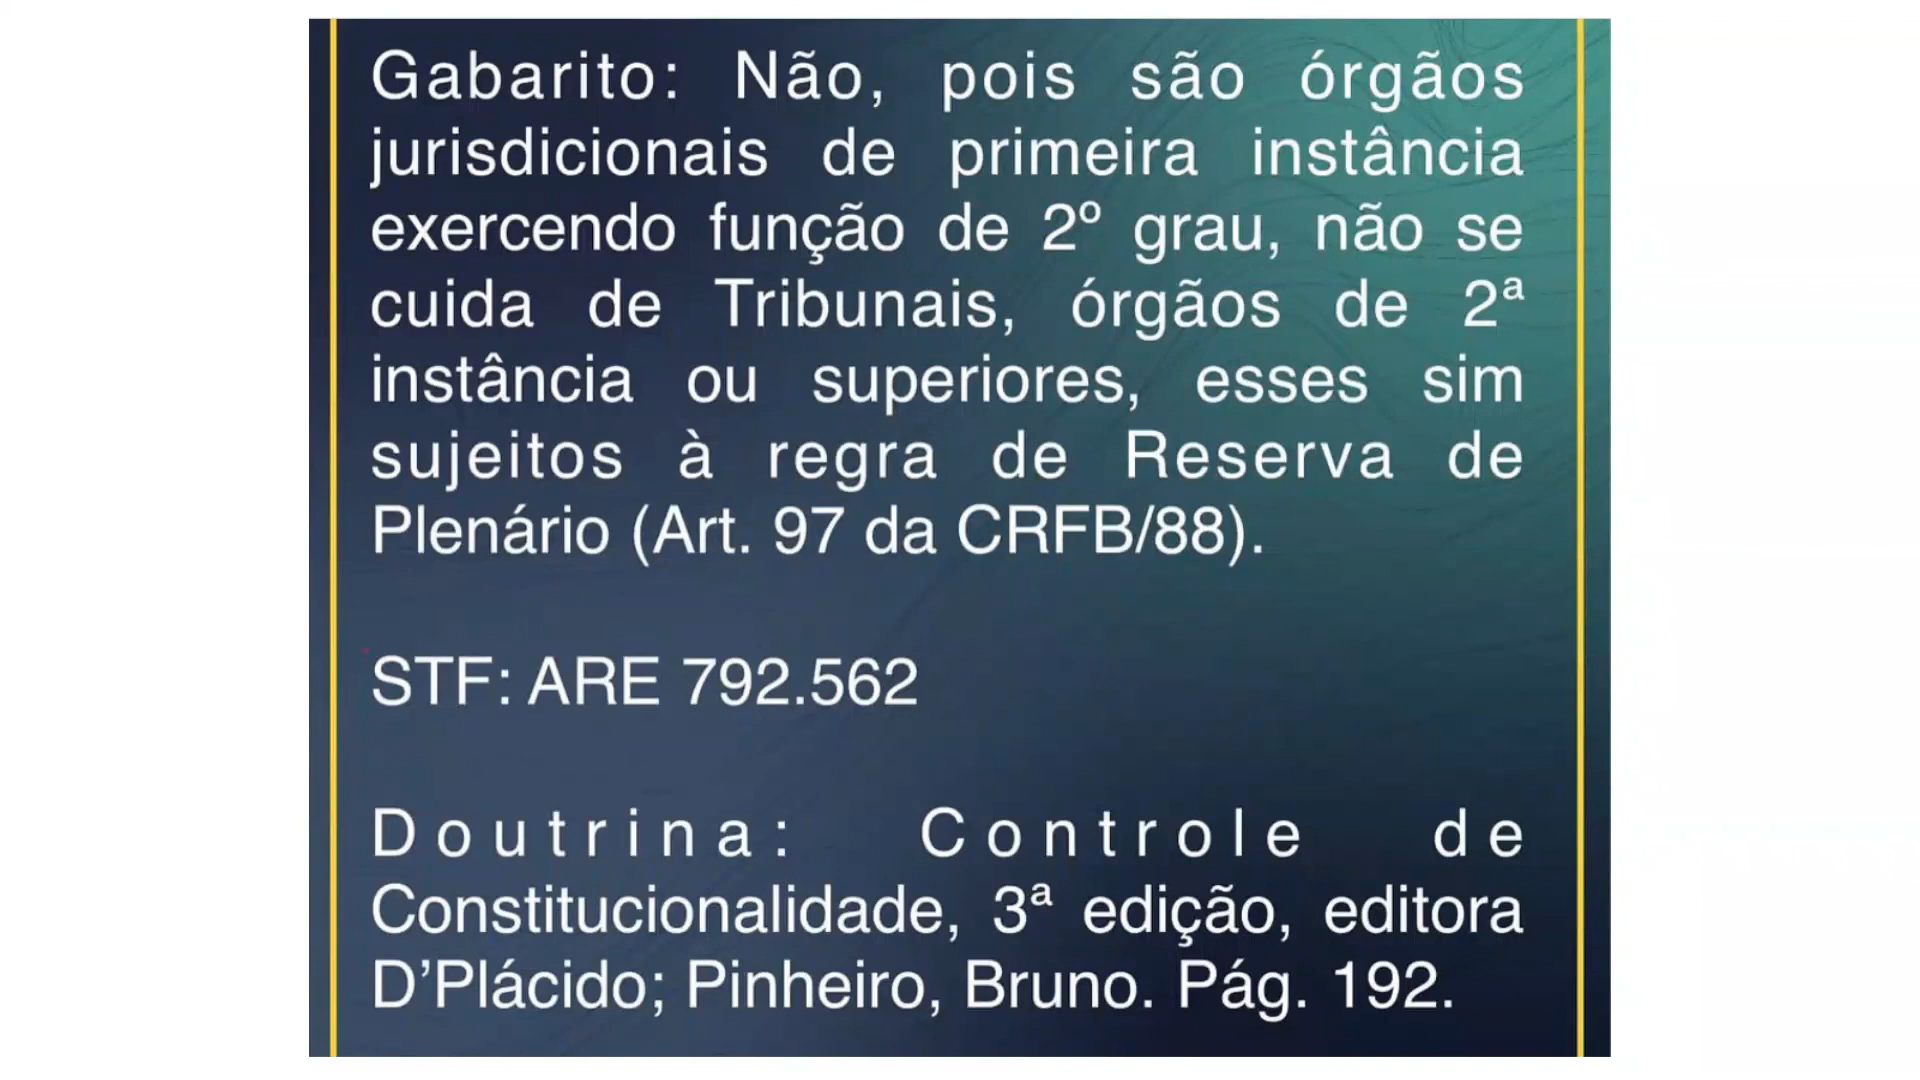 Gabarito: Não, pois são órgãos
jurisdicionais de primeira instância
exercendo função de 2º grau, não se
cuida de Tribunais, órgãos de 2ª
instância ou superiores, esses sim
sujeitos à regra de Reserva de
Plenário (Art. 97 da CRFB/88).
STF: ARE 792.562
Doutrina: Controle de
Constitucionalidade, 3ª edição, editora
D’Plácido; Pinheiro, Bruno. Pág. 192.